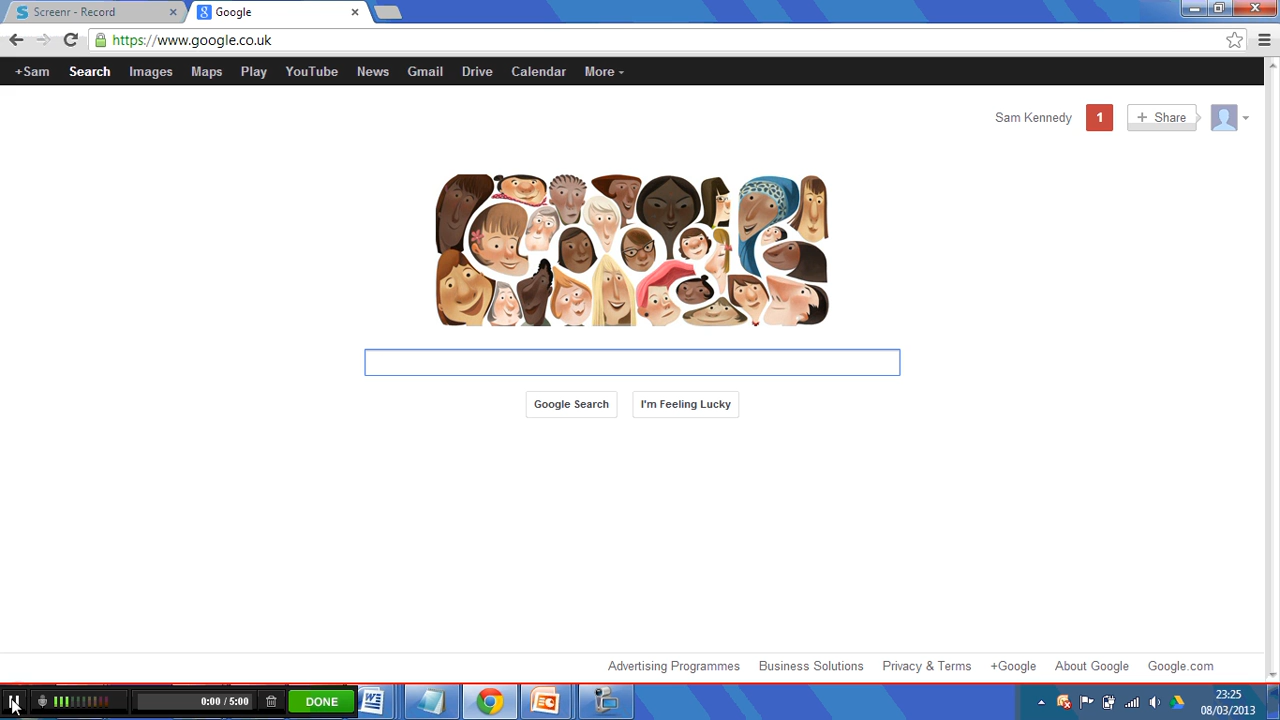 Screenr - Record
Google
https://www.google.co.uk
+Sam Search Images Maps Play YouTube News Gmail Drive Calendar More
Sam Kennedy 1 + Share
Google Search I'm Feeling Lucky
Advertising Programmes Business Solutions Privacy & Terms +Google About Google Google.com
0:00 / 5:00 DONE
23:25
08/03/2013